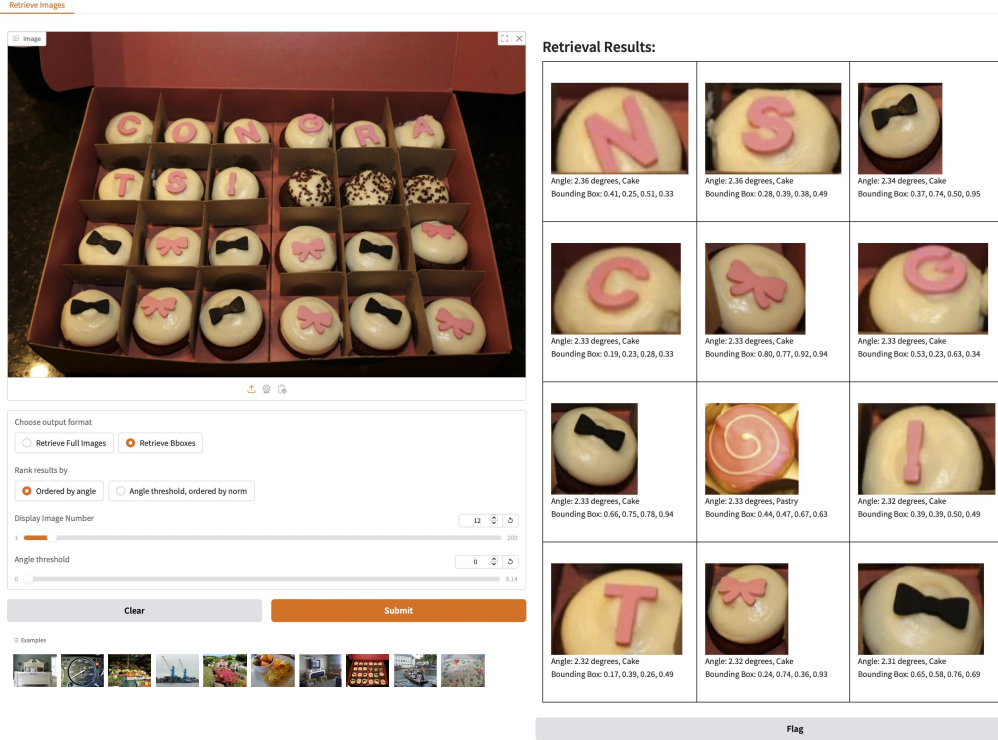 Retrieve Images
Image
C O N G R A
T S I !
Choose output format
Retrieve Full Images
Retrieve Bboxes
Rank results by
Ordered by angle
Angle threshold, ordered by norm
Display Image Number
12
1
200
Angle threshold
0
0
3,14
Clear
Submit
Examples
Retrieval Results:
N
Angle: 2.36 degrees, Cake
Bounding Box: 0.41, 0.25, 0.51, 0.33
S
Angle: 2.36 degrees, Cake
Bounding Box: 0.28, 0.39, 0.38, 0.49
Angle: 2.34 degrees, Cake
Bounding Box: 0.37, 0.74, 0.50, 0.95
C
Angle: 2.33 degrees, Cake
Bounding Box: 0.19, 0.23, 0.28, 0.33
Angle: 2.33 degrees, Cake
Bounding Box: 0.80, 0.77, 0.92, 0.94
G
Angle: 2.33 degrees, Cake
Bounding Box: 0.53, 0.23, 0.63, 0.34
Angle: 2.33 degrees, Cake
Bounding Box: 0.66, 0.75, 0.78, 0.94
Angle: 2.33 degrees, Pastry
Bounding Box: 0.44, 0.47, 0.67, 0.63
!
Angle: 2.32 degrees, Cake
Bounding Box: 0.39, 0.39, 0.50, 0.49
T
Angle: 2.32 degrees, Cake
Bounding Box: 0.17, 0.39, 0.26, 0.49
Angle: 2.32 degrees, Cake
Bounding Box: 0.24, 0.74, 0.36, 0.93
Angle: 2.31 degrees, Cake
Bounding Box: 0.65, 0.58, 0.76, 0.69
Flag